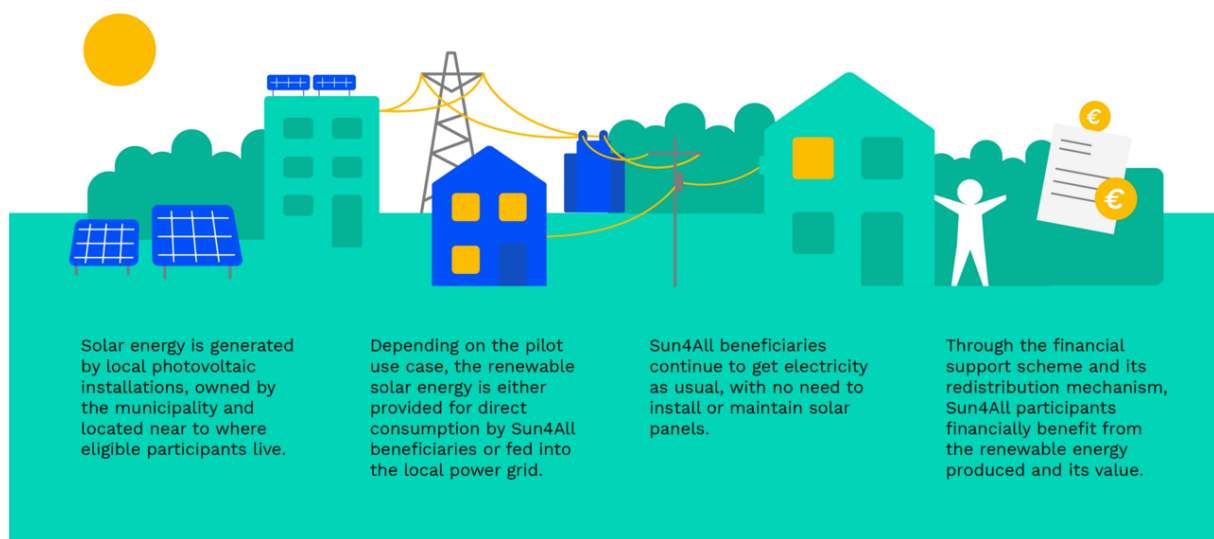 €
€
Solar energy is generated
by local photovoltaic
installations, owned by
the municipality and
located near to where
eligible participants live.
Depending on the pilot
use case, the renewable
solar energy is either
provided for direct
consumption by Sun4All
beneficiaries or fed into
the local power grid.
Sun4All beneficiaries
continue to get electricity
as usual, with no need to
install or maintain solar
panels.
Through the financial
support scheme and its
redistribution mechanism,
Sun4All participants
financially benefit from
the renewable energy
produced and its value.